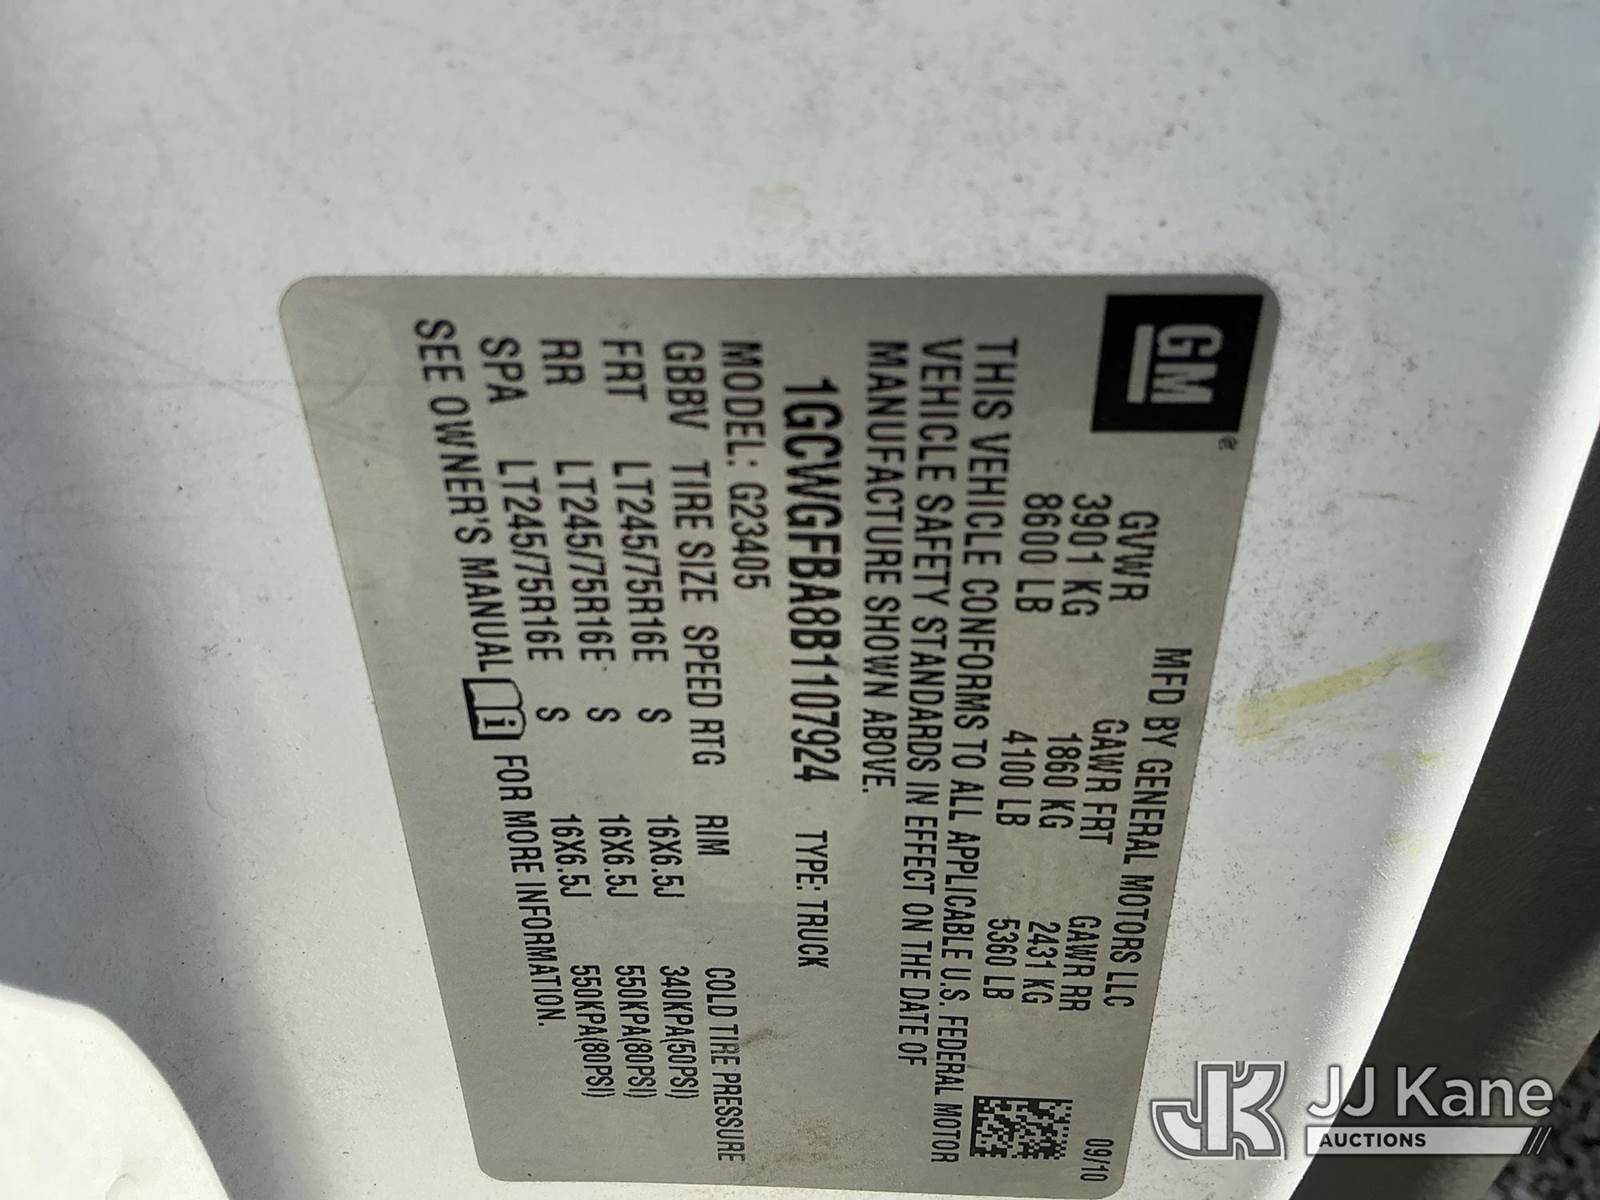 GM
MFD BY GENERAL MOTORS LLC 09/10
GVWR GAWR FRT GAWR RR
3901 KG 1860 KG 2431 KG
8600 LB 4100 LB 5360 LB
THIS VEHICLE CONFORMS TO ALL APPLICABLE U.S. FEDERAL MOTOR
VEHICLE SAFETY STANDARDS IN EFFECT ON THE DATE OF
MANUFACTURE SHOWN ABOVE.
1GCWGFBA8B1107924 TYPE: TRUCK
MODEL: G23405
GBBV TIRE SIZE SPEED RTG RIM COLD TIRE PRESSURE
FRT LT245/75R16E S 16X6.5J 340KPA(50PSI)
RR LT245/75R16E S 16X6.5J 550KPA(80PSI)
SPA LT245/75R16E S 16X6.5J 550KPA(80PSI)
SEE OWNER'S MANUAL i FOR MORE INFORMATION.
JK JJ Kane
AUCTIONS